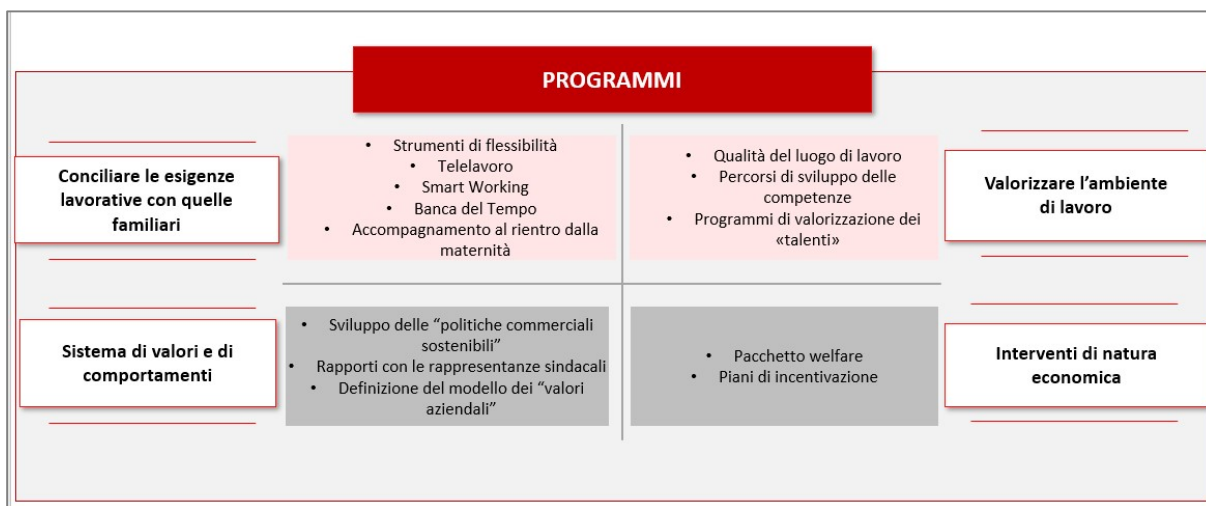 PROGRAMMI
Conciliare le esigenze
lavorative con quelle
familiari
• Strumenti di flessibilità
• Telelavoro
• Smart Working
• Banca del Tempo
• Accompagnamento al rientro dalla
maternità
• Qualità del luogo di lavoro
• Percorsi di sviluppo delle
competenze
• Programmi di valorizzazione dei
«talenti»
Valorizzare l’ambiente
di lavoro
Sistema di valori e di
comportamenti
• Sviluppo delle “politiche commerciali
sostenibili”
• Rapporti con le rappresentanze sindacali
• Definizione del modello dei “valori
aziendali”
• Pacchetto welfare
• Piani di incentivazione
Interventi di natura
economica